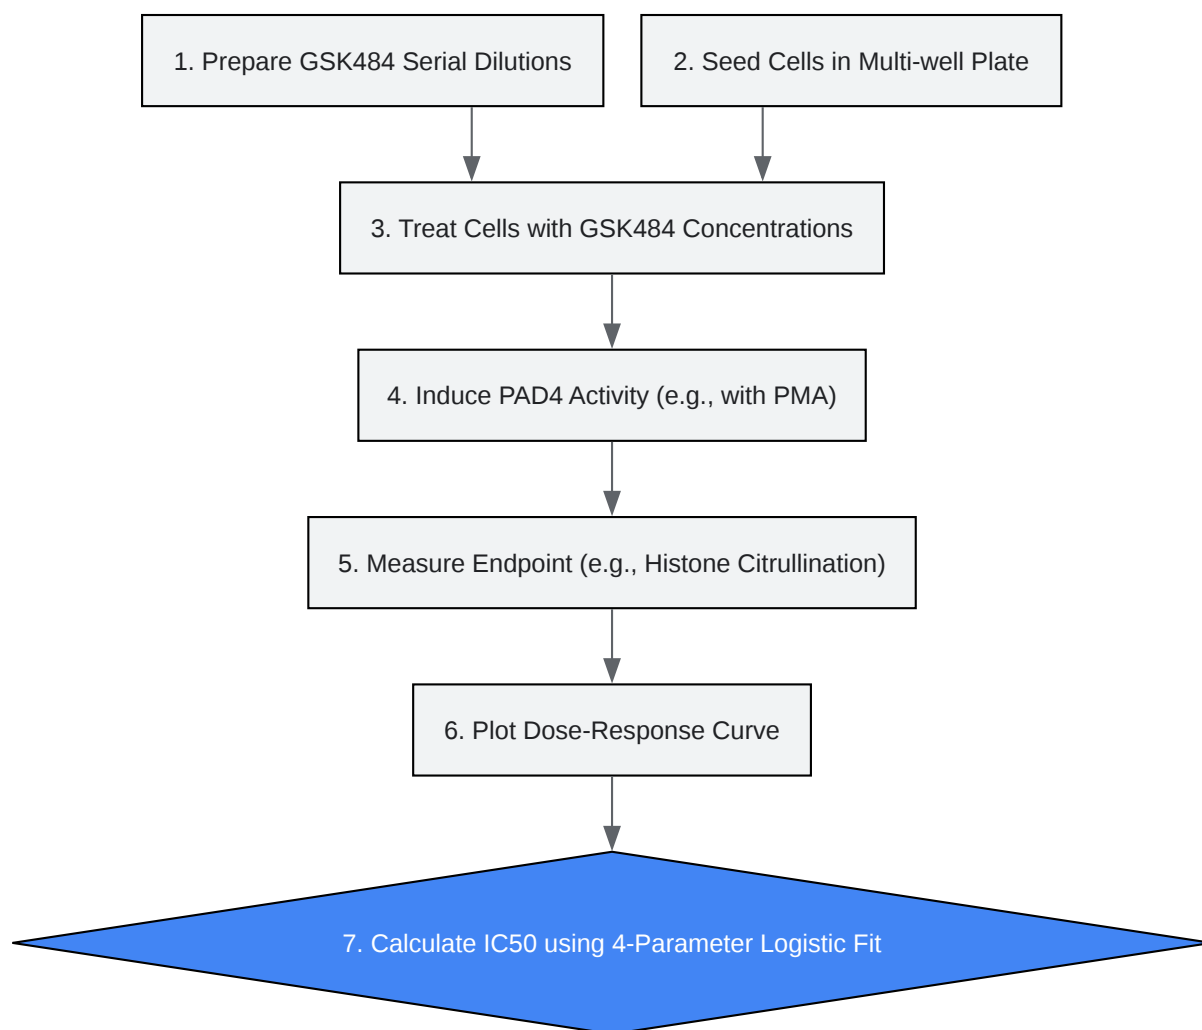 1. Prepare GSK484 Serial Dilutions
2. Seed Cells in Multi-well Plate
3. Treat Cells with GSK484 Concentrations
4. Induce PAD4 Activity (e.g., with PMA)
5. Measure Endpoint (e.g., Histone Citrullination)
6. Plot Dose-Response Curve
7. Calculate IC50 using 4-Parameter Logistic Fit